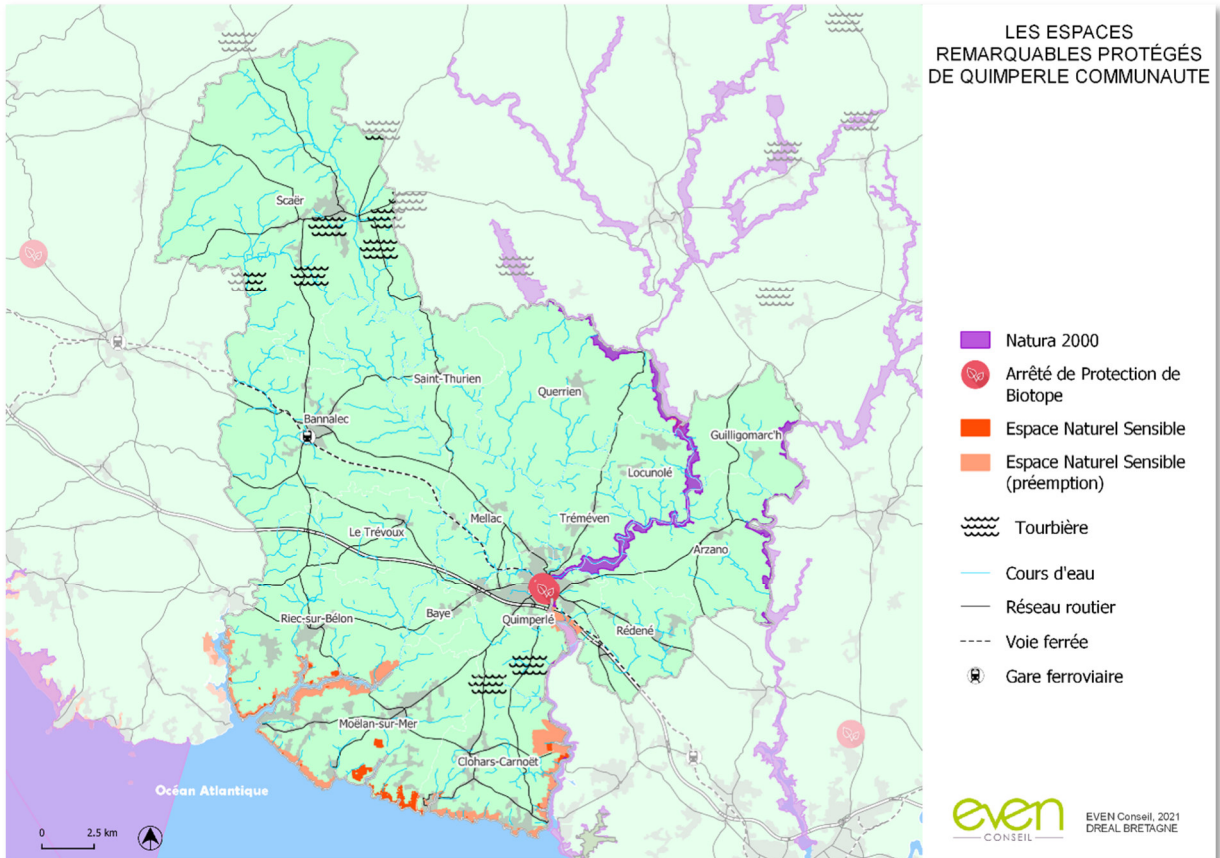 LES ESPACES
REMARQUABLES PROTÉGÉS
DE QUIMPERLE COMMUNAUTE
Scaër
Saint-Thurien
Querrien
Bannalec
Guilligomarc'h
Locunolé
Mellac
Tréméven
Le Trévoux
Arzano
Baye
Riec-sur-Bélon
Quimperlé
Rédené
Moëlan-sur-Mer
Clohars-Carnoët
Océan Atlantique
0 2.5 km
Natura 2000
Arrêté de Protection de
Biotope
Espace Naturel Sensible
Espace Naturel Sensible
(préemption)
Tourbière
Cours d'eau
Réseau routier
Voie ferrée
Gare ferroviaire
even
CONSEIL
EVEN Conseil, 2021
DREAL BRETAGNE